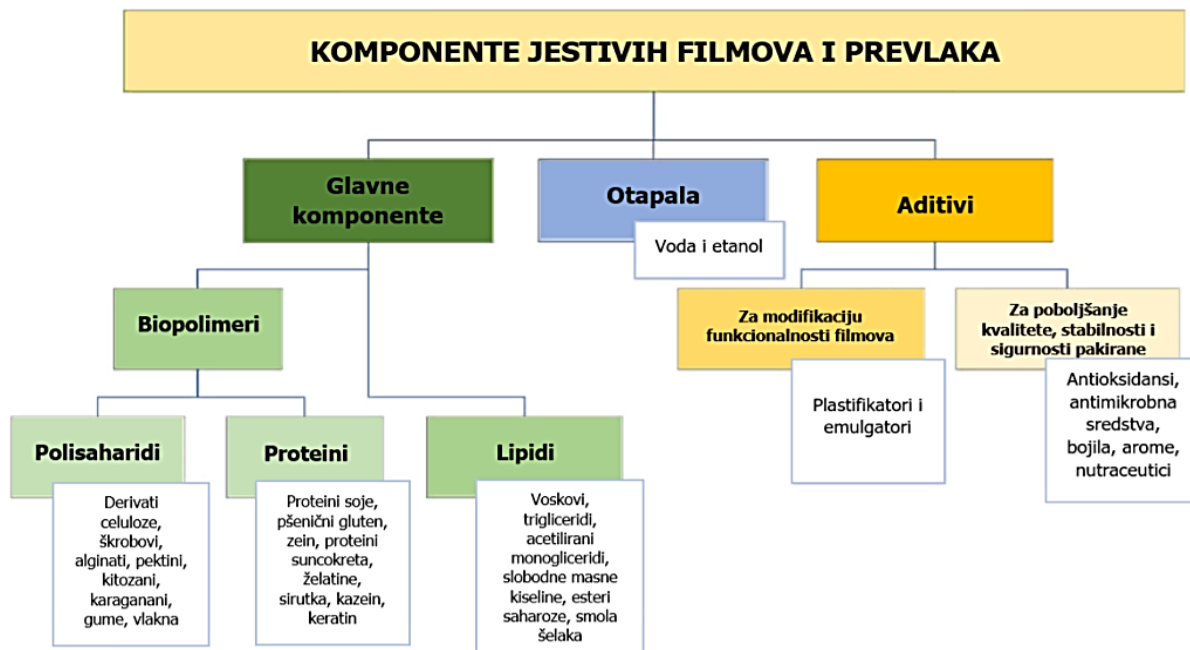 KOMPONENTE JESTIVIH FILMOVA I PREVLAKA
Glavne
komponente
Otapala
Voda i etanol
Aditivi
Biopolimeri
Za modifikaciju
funkcionalnosti filmova
Plastifikatori i
emulgatori
Za poboljšanje
kvalitete, stabilnosti i
sigurnosti pakirane
Antioksidansi,
antimikrobna
sredstva,
bojila, arome,
nutraceutici
Polisaharidi
Derivati
celuloze,
škrobovi,
alginati, pektini,
kitozani,
karaganani,
gume, vlakna
Proteini
Proteini soje,
pšenični gluten,
zein, proteini
suncokreta,
želatine,
sirutka, kazein,
keratin
Lipidi
Voskovi,
trigliceridi,
acetilirani
monogliceridi,
slobodne masne
kiseline, esteri
saharoze, smola
šelaka